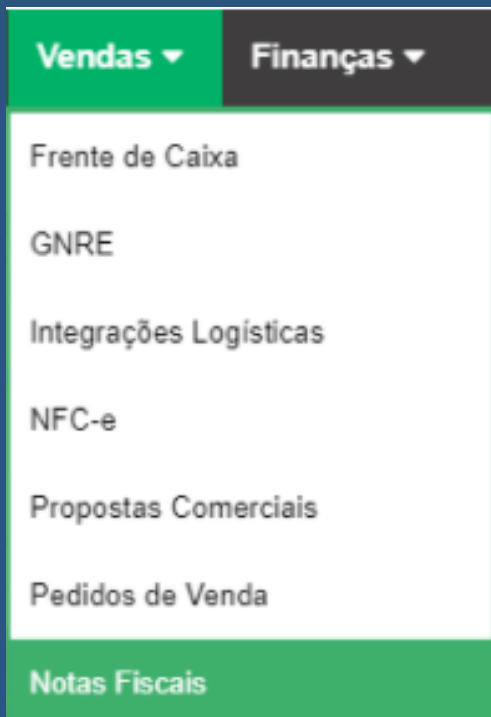 Vendas Finanças
Frente de Caixa
GNRE
Integrações Logísticas
NFC-e
Propostas Comerciais
Pedidos de Venda
Notas Fiscais